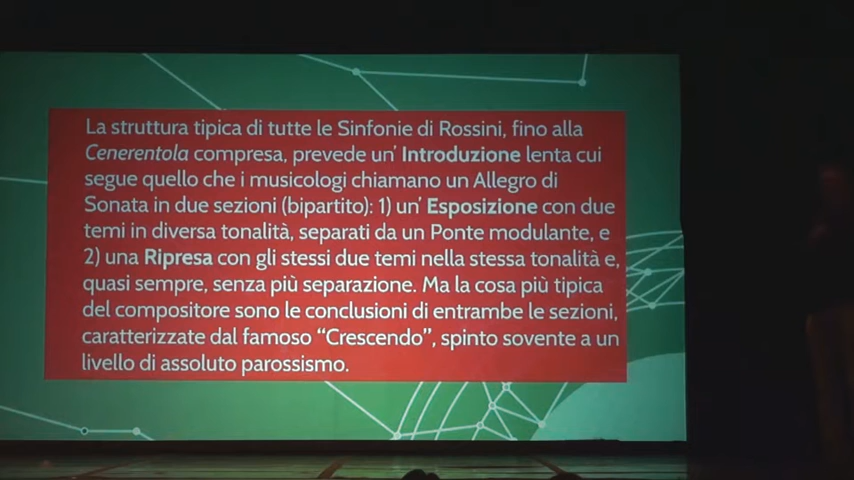 La struttura tipica di tutte le Sinfonie di Rossini, fino alla
Cenerentola compresa, prevede un' Introduzione lenta cui
segue quello che i musicologi chiamano un Allegro di
Sonata in due sezioni (bipartito): 1) un' Esposizione con due
temi in diversa tonalità, separati da un Ponte modulante, e
2) una Ripresa con gli stessi due temi nella stessa tonalità e,
quasi sempre, senza più separazione. Ma la cosa più tipica
del compositore sono le conclusioni di entrambe le sezioni,
caratterizzate dal famoso “Crescendo”, spinto sovente a un
livello di assoluto parossismo.